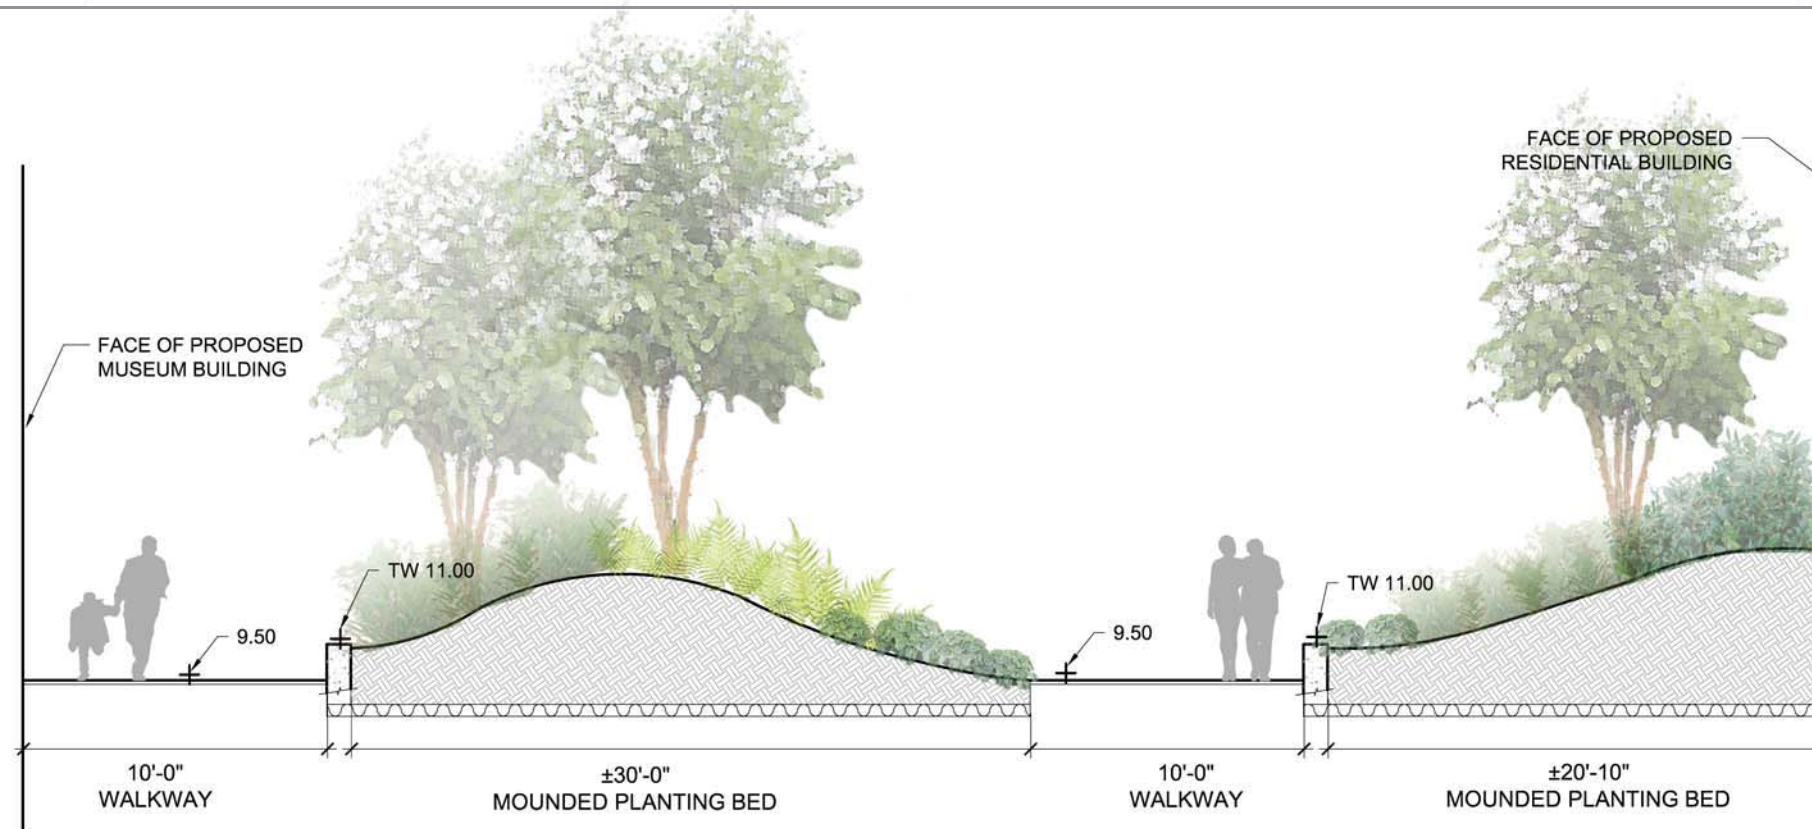 FACE OF PROPOSED
RESIDENTIAL BUILDING
FACE OF PROPOSED
MUSEUM BUILDING
TW 11.00
TW 11.00
9.50
9.50
10'-0"
WALKWAY
±30'-0"
MOUNDED PLANTING BED
10'-0"
WALKWAY
±20'-10"
MOUNDED PLANTING BED